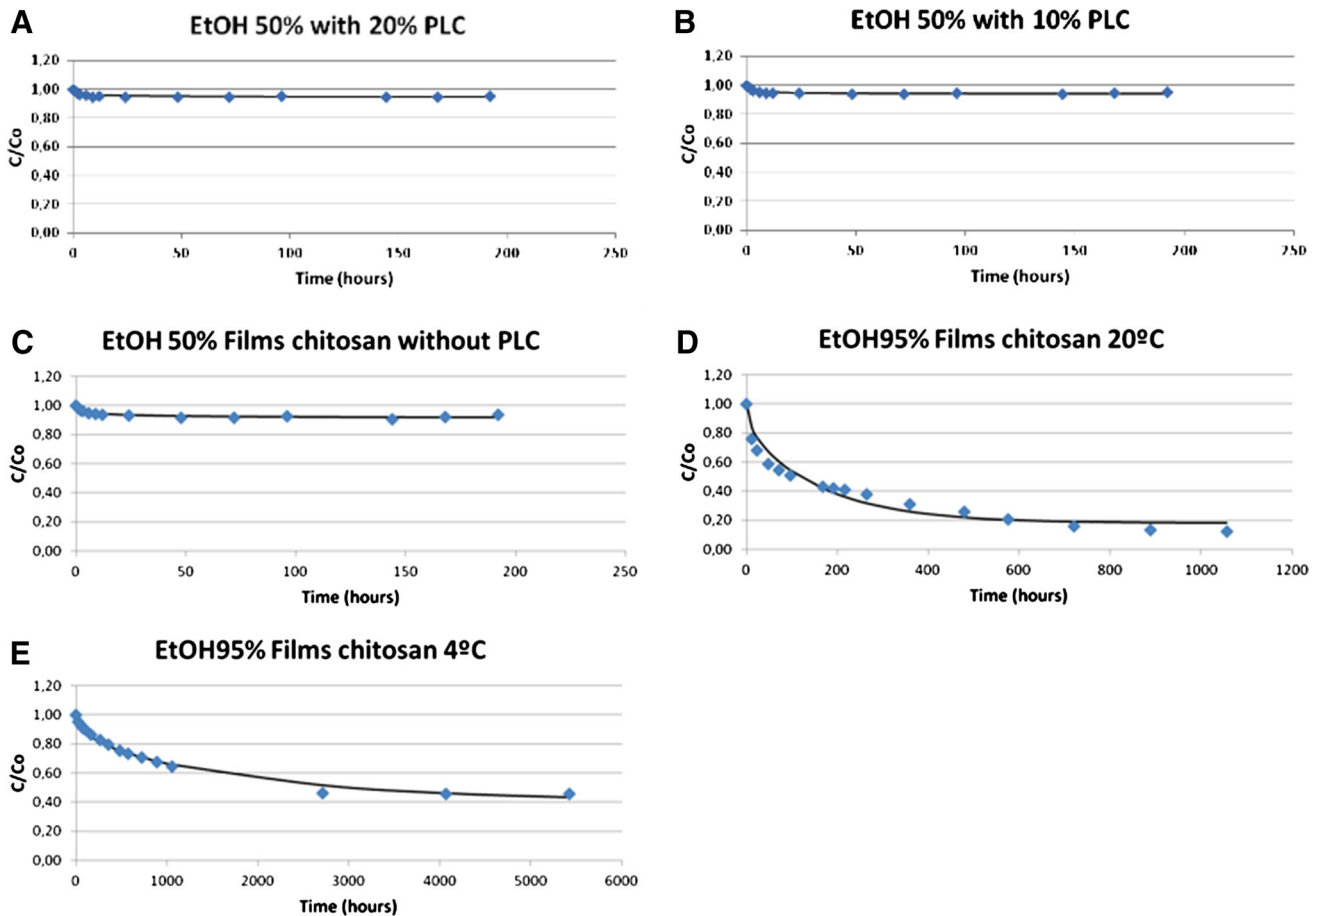 A
EtOH 50% with 20% PLC
1,20
1,00
0,80
0,60
0,40
0,20
0,00
C/Co
0 50 100 150 200 250
Time (hours)
B
EtOH 50% with 10% PLC
1,20
1,00
0,80
0,60
0,40
0,20
0,00
C/Co
0 50 100 150 200 250
Time (hours)
C
EtOH 50% Films chitosan without PLC
1,20
1,00
0,80
0,60
0,40
0,20
0,00
C/Co
0 50 100 150 200 250
Time (hours)
D
EtOH95% Films chitosan 20ºC
1,20
1,00
0,80
0,60
0,40
0,20
0,00
C/Co
0 200 400 600 800 1000 1200
Time (hours)
E
EtOH95% Films chitosan 4ºC
1,20
1,00
0,80
0,60
0,40
0,20
0,00
C/Co
0 1000 2000 3000 4000 5000 6000
Time (hours)